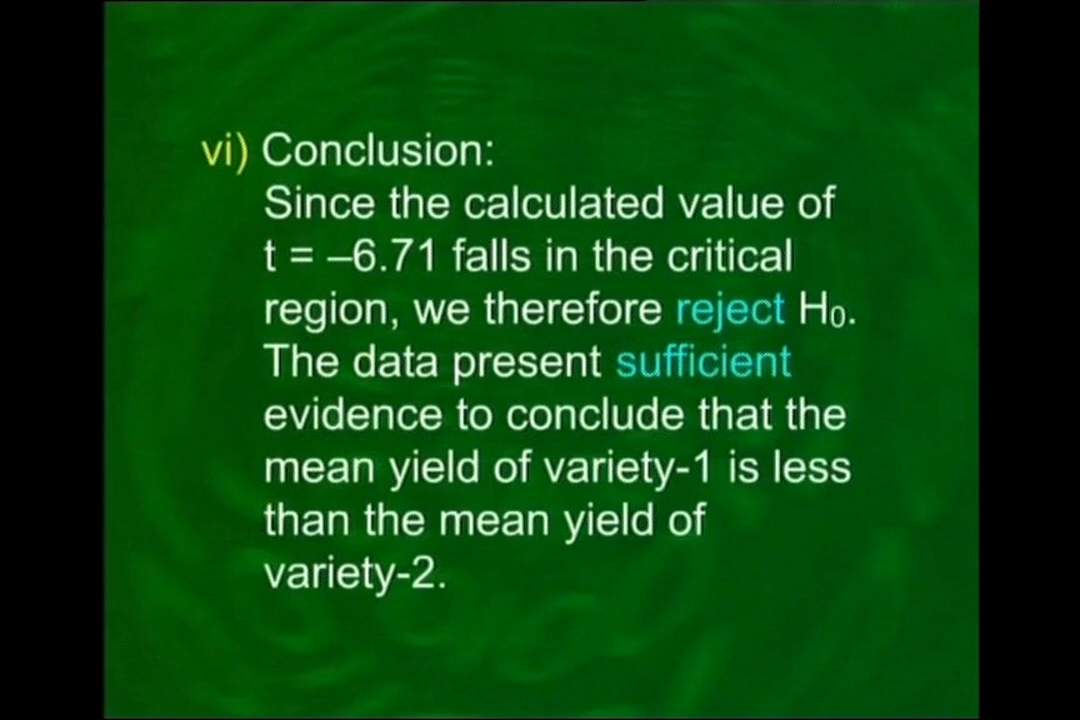 vi) Conclusion:
Since the calculated value of
t = –6.71 falls in the critical
region, we therefore reject H₀.
The data present sufficient
evidence to conclude that the
mean yield of variety-1 is less
than the mean yield of
variety-2.